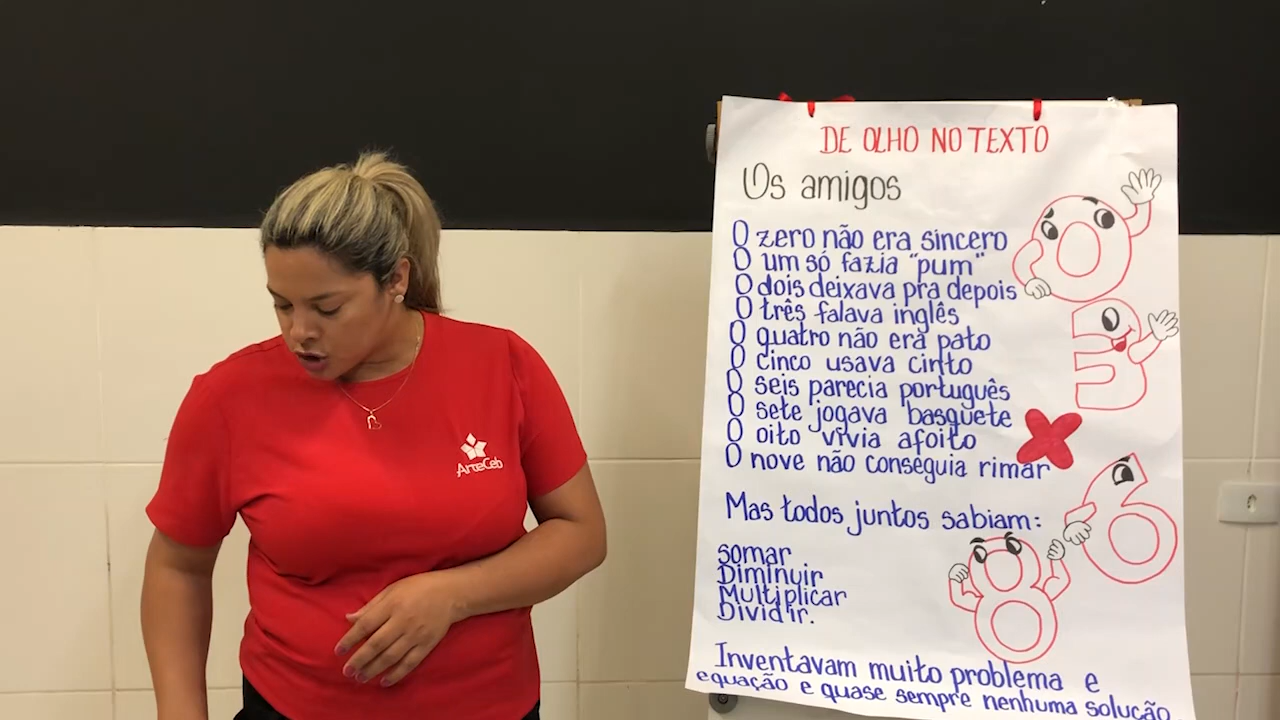 DE OLHO NO TEXTO
Os amigos
O zero não era sincero
O um só fazia "pum"
O dois deixava pra depois
O três falava inglês
O quatro não era pato
O cinco usava cinto
O seis parecia português
O sete jogava basquete
O oito vivia afoito
O nove não conseguia rimar
Mas todos juntos sabiam:
somar
Diminuir
Multiplicar
Dividir.
Inventavam muito problema e
equação e quase sempre nenhuma solução
ArteCeb